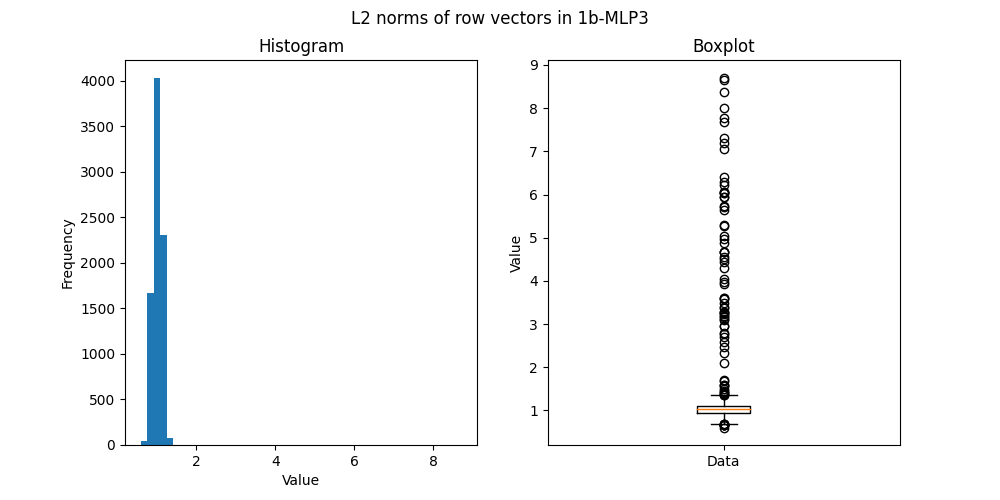 L2 norms of row vectors in 1b-MLP3
Histogram
Frequency
4000
3500
3000
2500
2000
1500
1000
500
0
2 4 6 8
Value
Boxplot
Value
9
8
7
6
5
4
3
2
1
Data